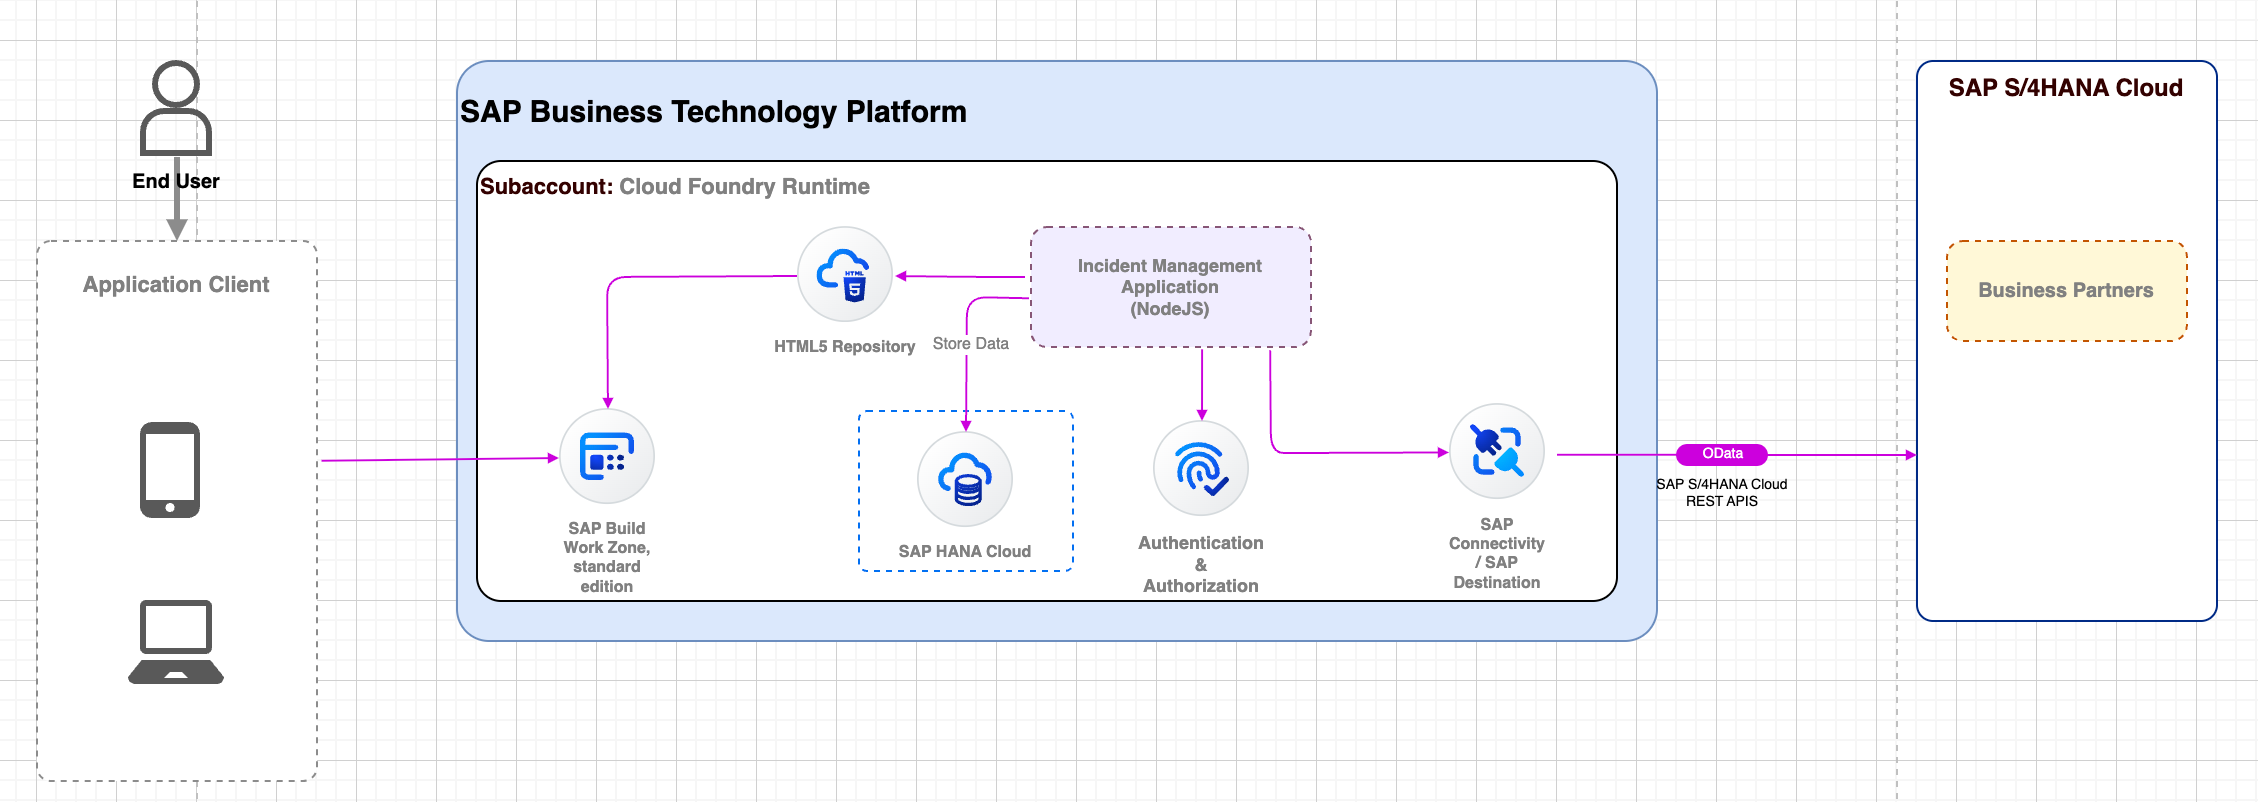 End User
Application Client
SAP Business Technology Platform
Subaccount: Cloud Foundry Runtime
HTML
5
HTML5 Repository
Store Data
Incident Management
Application
(NodeJS)
SAP Build
Work Zone,
standard
edition
SAP HANA Cloud
Authentication
&
Authorization
SAP
Connectivity
/ SAP
Destination
OData
SAP S/4HANA Cloud
REST APIS
SAP S/4HANA Cloud
Business Partners